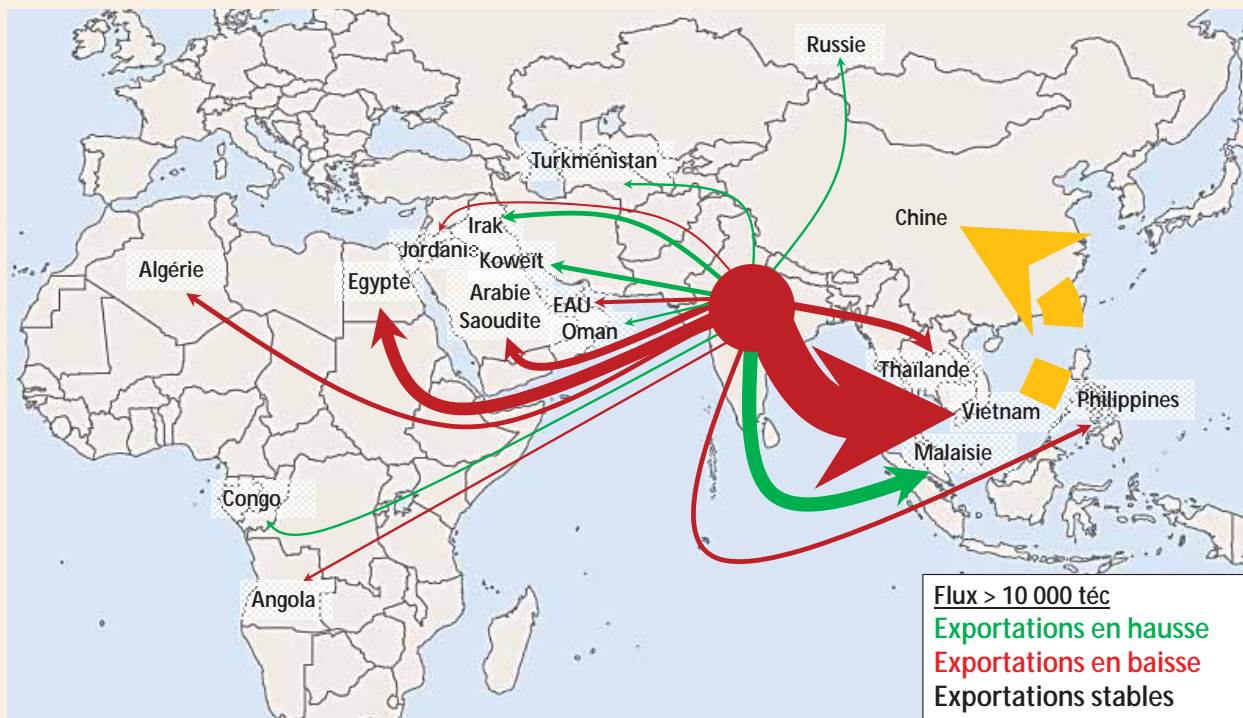 Russie
Turkménistan
Chine
Irak
Jordani
Koweït
Algérie
Egypte
Arabie
Saoudite
EAU
Oman
Thaïlande
Vietnam
Philippines
Malaisie
Congo
Angola
Flux > 10 000 téc
Exportations en hausse
Exportations en baisse
Exportations stables